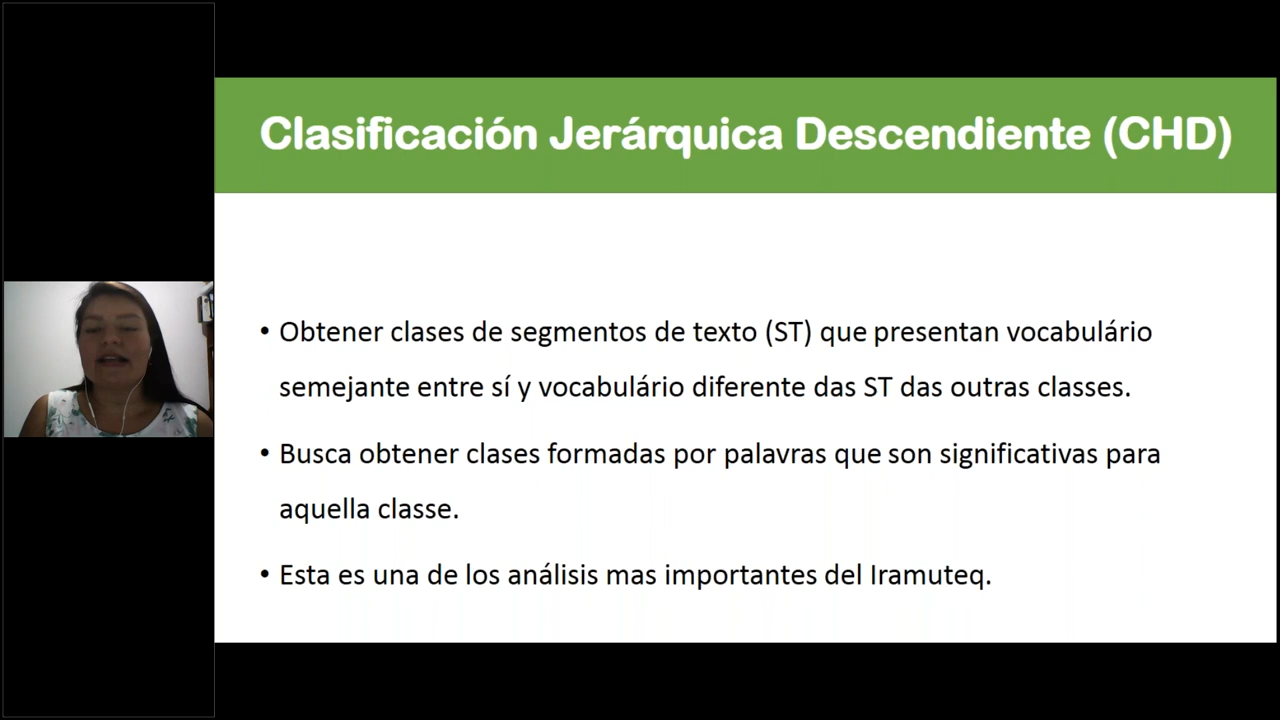 Clasificación Jerárquica Descendiente (CHD)
• Obtener clases de segmentos de texto (ST) que presentan vocabulário
semejante entre sí y vocabulário diferente das ST das outras classes.
• Busca obtener clases formadas por palavras que son significativas para
aquella classe.
• Esta es una de los análisis mas importantes del Iramuteq.